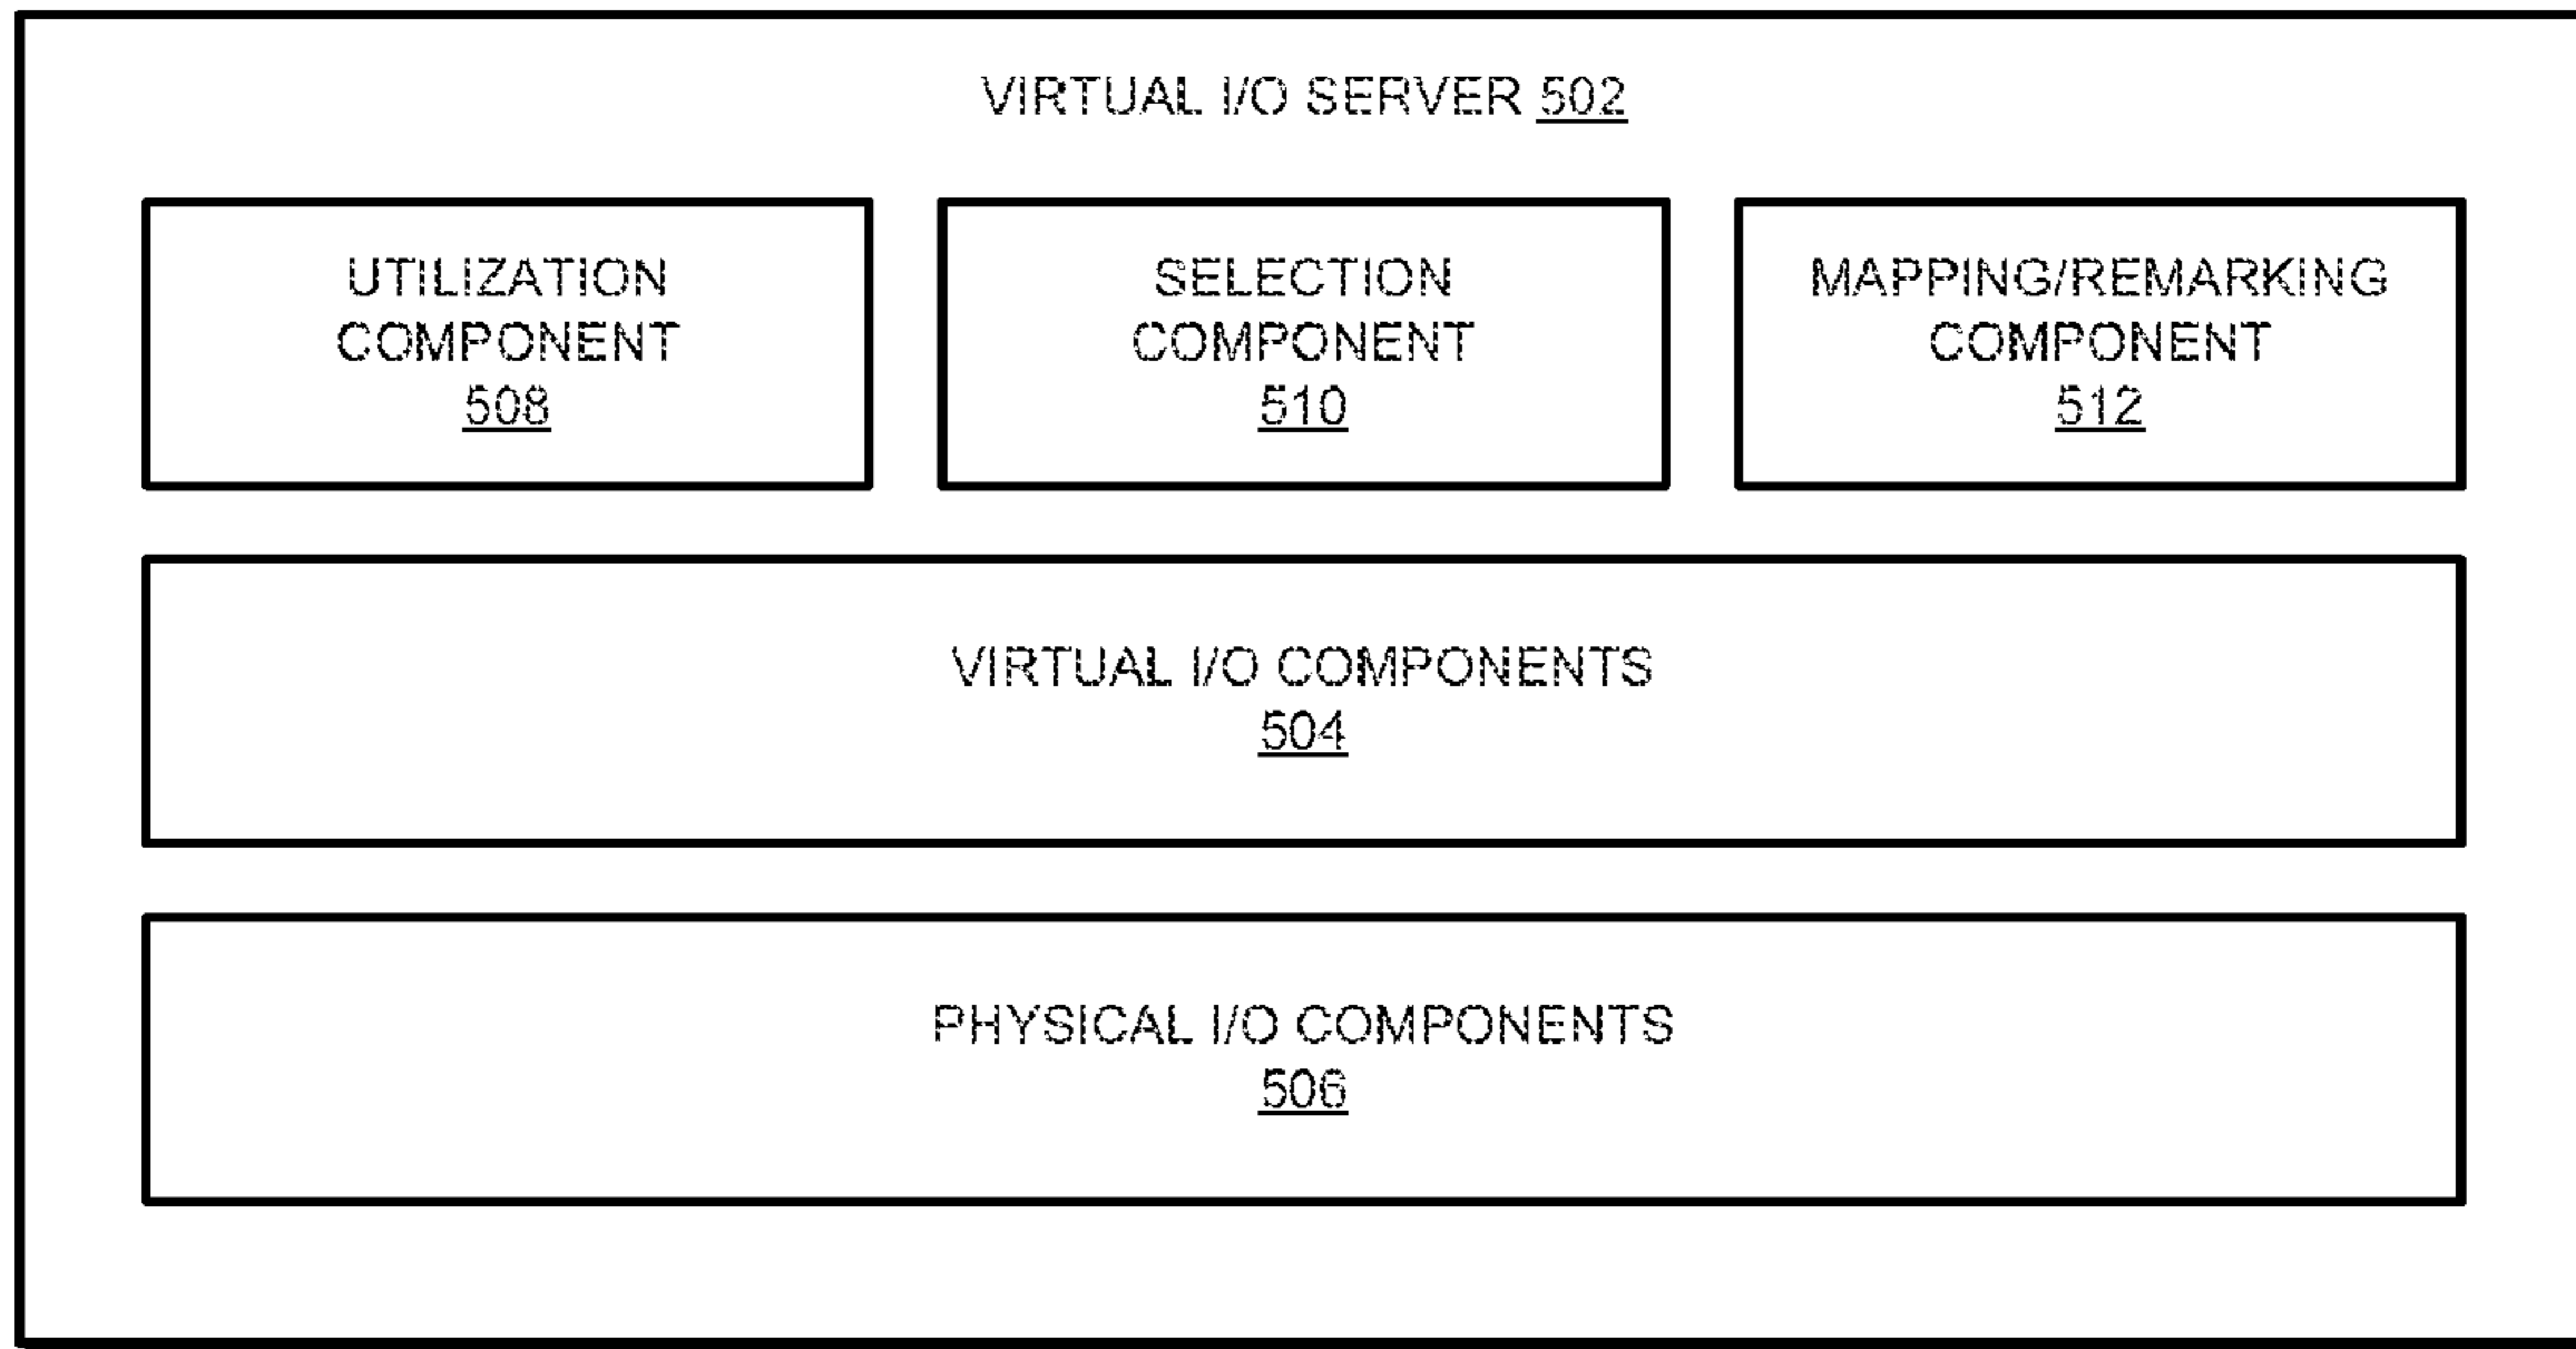 VIRTUAL I/O SERVER 502
UTILIZATION
COMPONENT
508
SELECTION
COMPONENT
510
MAPPING/REMARKING
COMPONENT
512
VIRTUAL I/O COMPONENTS
504
PHYSICAL I/O COMPONENTS
506